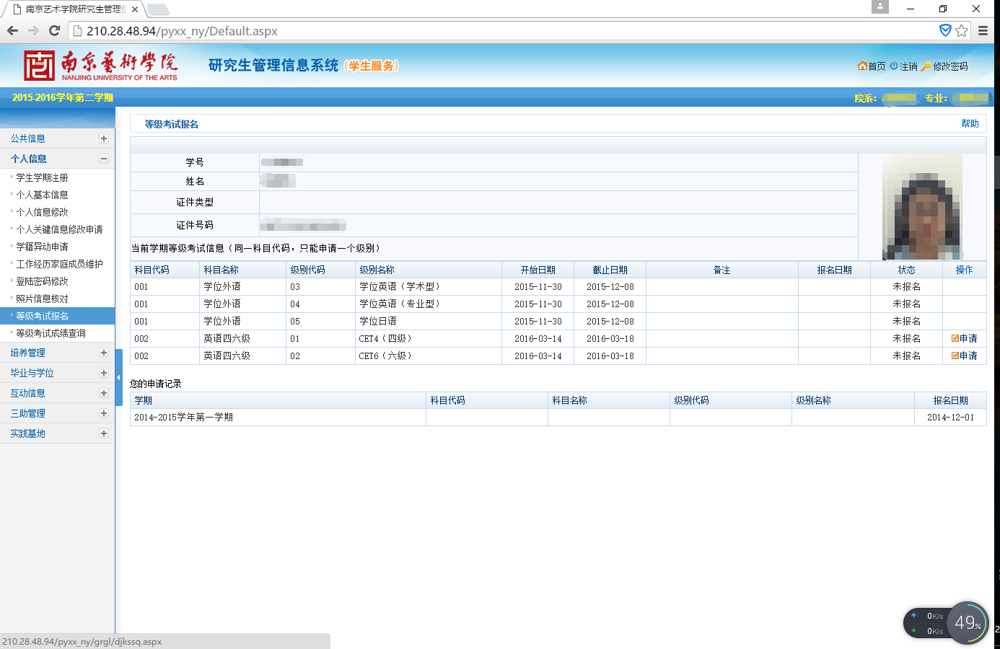 南京艺术学院研究生管理信
210.28.48.94/pyxx_ny/Default.aspx
南京藝術學院
NANJING UNIVERSITY OF THE ARTS
研究生管理信息系统（学生服务）
首页 注销 修改密码
2015-2016学年第二学期
院系： 专业：
公共信息
个人信息
学生学期注册
个人基本信息
个人信息修改
个人关键信息修改申请
学籍异动申请
工作经历家庭成员维护
登陆密码修改
照片信息核对
等级考试报名
等级考试成绩查询
培养管理
毕业与学位
互动信息
三助管理
实践基地
等级考试报名 帮助
学号
姓名
证件类型
证件号码
当前学期等级考试信息（同一科目代码，只能申请一个级别）
科目代码 科目名称 级别代码 级别名称 开始日期 截止日期 备注 报名日期 状态 操作
001 学位外语 03 学位英语（学术型） 2015-11-30 2015-12-08 未报名
001 学位外语 04 学位英语（专业型） 2015-11-30 2015-12-08 未报名
001 学位外语 05 学位日语 2015-11-30 2015-12-08 未报名
002 英语四六级 01 CET4（四级） 2016-03-14 2016-03-18 未报名 申请
002 英语四六级 02 CET6（六级） 2016-03-14 2016-03-18 未报名 申请
您的申请记录
学期 科目代码 科目名称 级别代码 级别名称 报名日期
2014-2015学年第一学期 2014-12-01
0K/s
0K/s
49%
210.28.48.94/pyxx_ny/grgl/djkssq.aspx